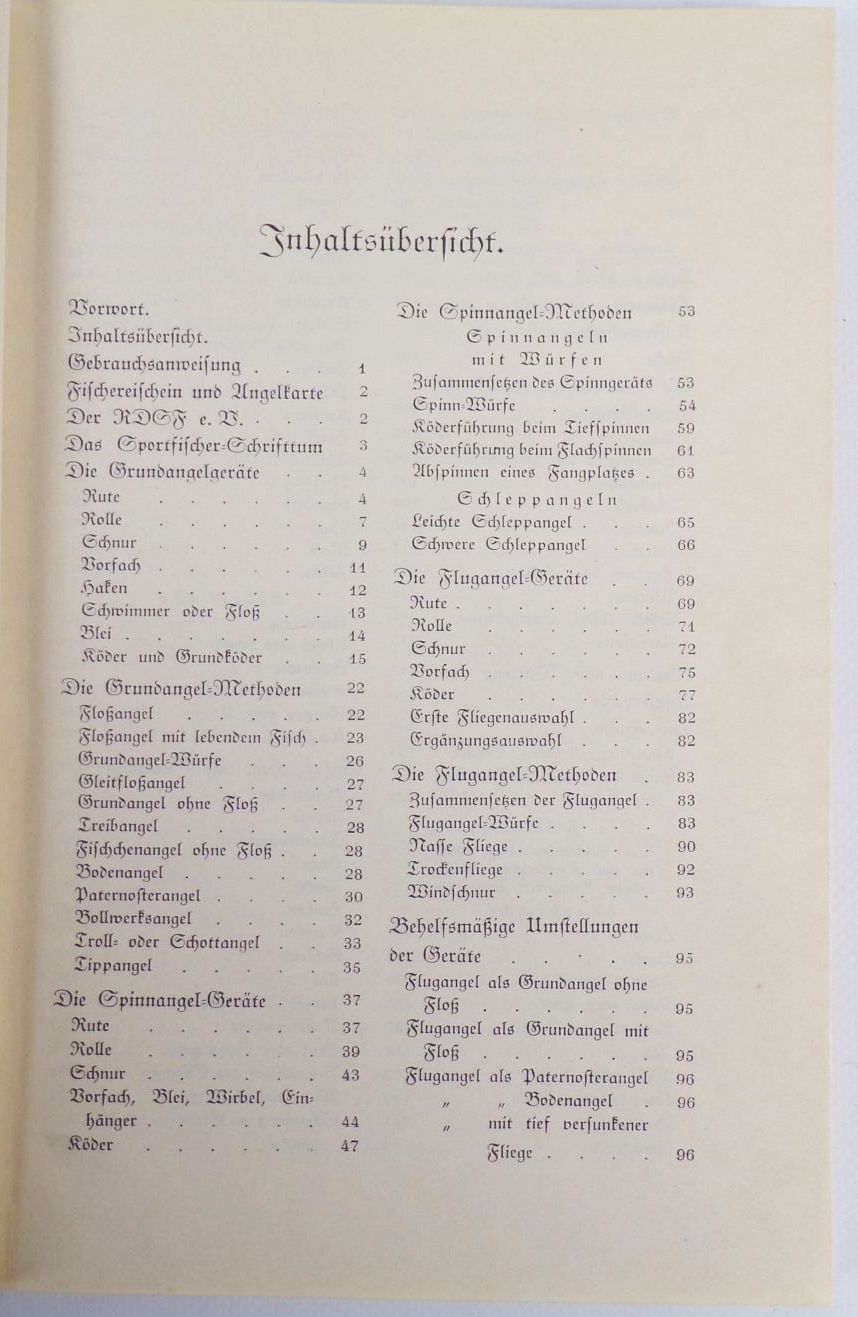 Inhaltsübersicht.
Vorwort.
Inhaltsübersicht.
Gebrauchsanweisung . . . 1
Fischereischein und Angelkarte 2
Der RDSF e. V. . . . 2
Das Sportfischer-Schrifttum 3
Die Grundangelgeräte . . 4
Rute . . . . . . 4
Rolle . . . . . . 7
Schnur . . . . . . 9
Vorfach . . . . . . 11
Haken . . . . . . 12
Schwimmer oder Floß . . 13
Blei . . . . . . . 14
Köder und Grundköder . . 15
Die Grundangel-Methoden 22
Floßangel . . . . . 22
Floßangel mit lebendem Fisch . 23
Grundangel-Würfe . . . 26
Gleitfloßangel . . . . 27
Grundangel ohne Floß . . 27
Treibangel . . . . . 28
Fischchenangel ohne Floß . . 28
Bodenangel . . . . . 28
Paternosterangel . . . . 30
Bollwerksangel . . . . 32
Troll- oder Schottangel . . 33
Tippangel . . . . . 35
Die Spinnangel-Geräte . . 37
Rute . . . . . . 37
Rolle . . . . . . 39
Schnur . . . . . . 43
Vorfach, Blei, Wirbel, Ein-
hänger . . . . . . 44
Köder . . . . . . 47
Die Spinnangel-Methoden 53
Spinnangeln
mit Würfen
Zusammensetzen des Spinngeräts 53
Spinn-Würfe . . . . 54
Köderführung beim Tiefspinnen 59
Köderführung beim Flachspinnen 61
Abspinnen eines Fangplatzes . 63
Schleppangeln
Leichte Schleppangel . . . 65
Schwere Schleppangel . . 66
Die Flugangel-Geräte . . 69
Rute . . . . . . . 69
Rolle . . . . . . 71
Schnur . . . . . . 72
Vorfach . . . . . . 75
Köder . . . . . . 77
Erste Fliegenauswahl . . . 82
Ergänzungsauswahl . . . 82
Die Flugangel-Methoden . 83
Zusammensetzen der Flugangel . 83
Flugangel-Würfe . . . . 83
Nasse Fliege . . . . . 90
Trockenfliege . . . . . 92
Windschnur . . . . . 93
Behelfsmäßige Umstellungen
der Geräte . . . . . 95
Flugangel als Grundangel ohne
Floß . . . . . . 95
Flugangel als Grundangel mit
Floß . . . . . . 95
Flugangel als Paternosterangel 96
„ „ Bodenangel . 96
„ mit tief versunkener
Fliege . . . . 96